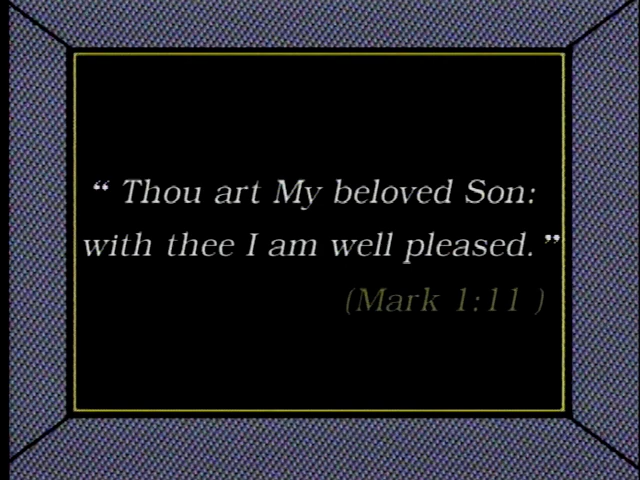 “ Thou art My beloved Son:
with thee I am well pleased. ”
(Mark 1:11 )